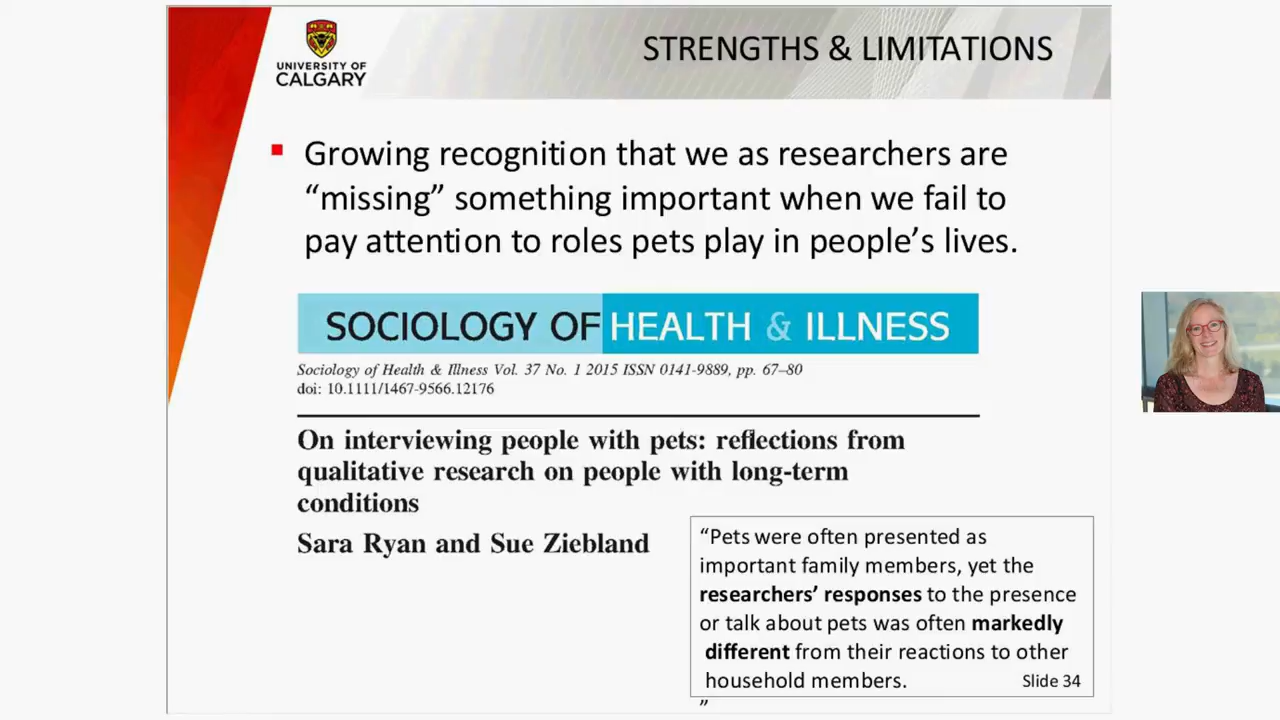 UNIVERSITY OF
CALGARY
STRENGTHS & LIMITATIONS
Growing recognition that we as researchers are
“missing” something important when we fail to
pay attention to roles pets play in people’s lives.
SOCIOLOGY OF HEALTH & ILLNESS
Sociology of Health & Illness Vol. 37 No. 1 2015 ISSN 0141-9889, pp. 67–80
doi: 10.1111/1467-9566.12176
On interviewing people with pets: reflections from
qualitative research on people with long-term
conditions
Sara Ryan and Sue Ziebland
“Pets were often presented as
important family members, yet the
researchers’ responses to the presence
or talk about pets was often markedly
different from their reactions to other
household members.
”
Slide 34